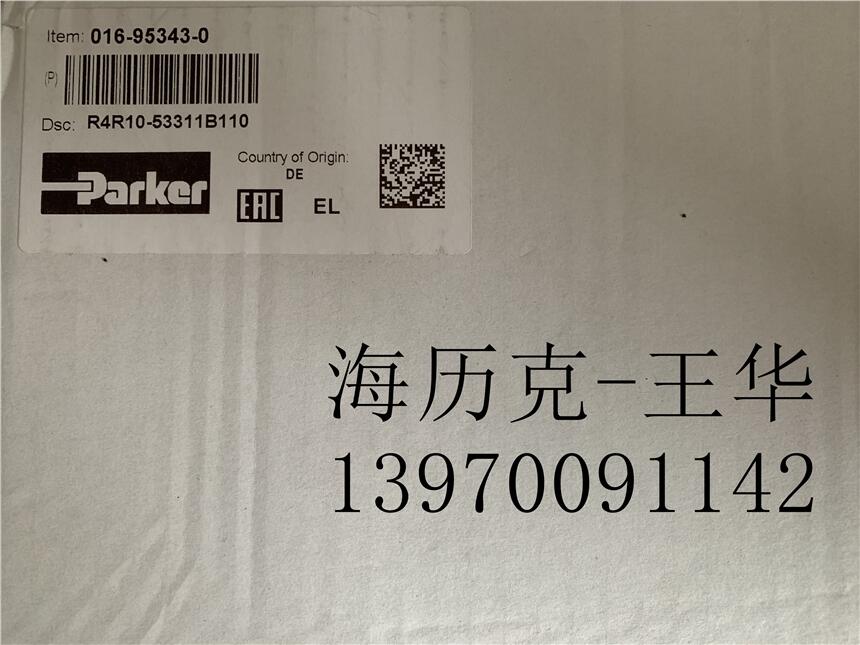 Item: 016-95343-0
(P)
Dsc: R4R10-53311B110
Parker
Country of Origin:
DE
EAC EL
海历克-王华
13970091142